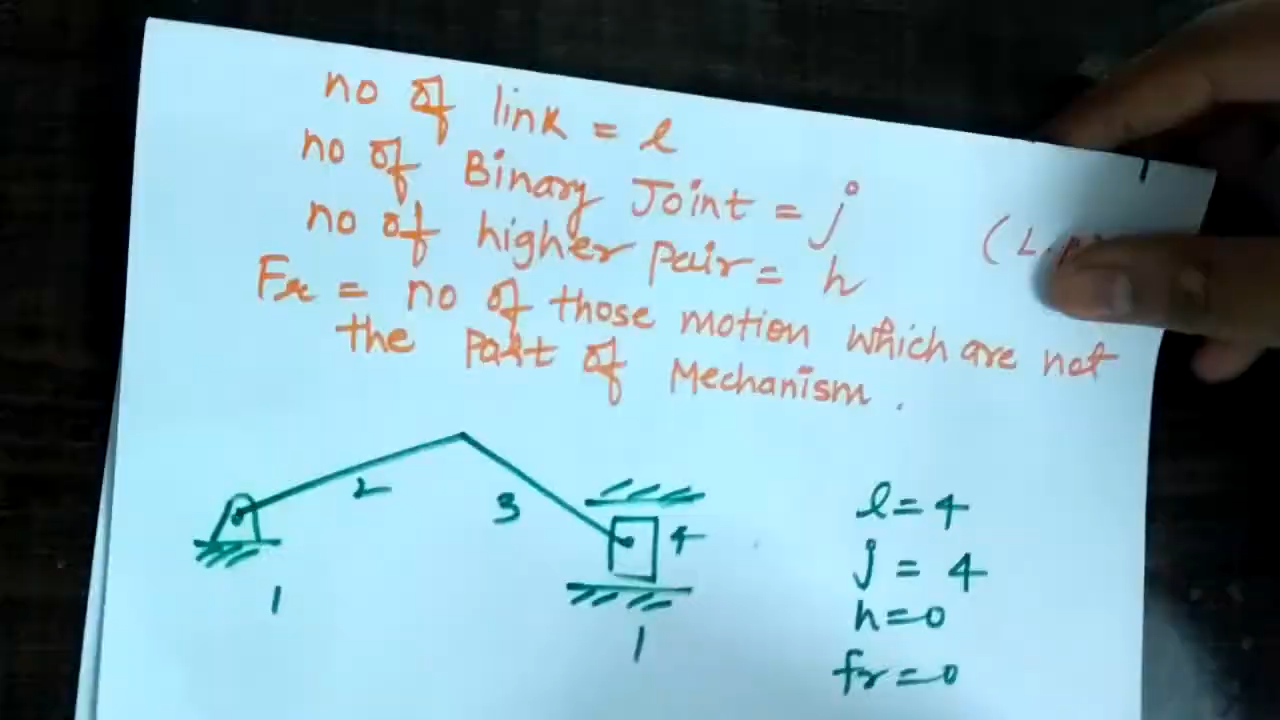 no of link = l
no of Binary Joint = j
no of higher pair = h
Fr = no of those motion which are not
the Part of Mechanism.
2
3
4
1
1
l = 4
j = 4
h = 0
fr = 0